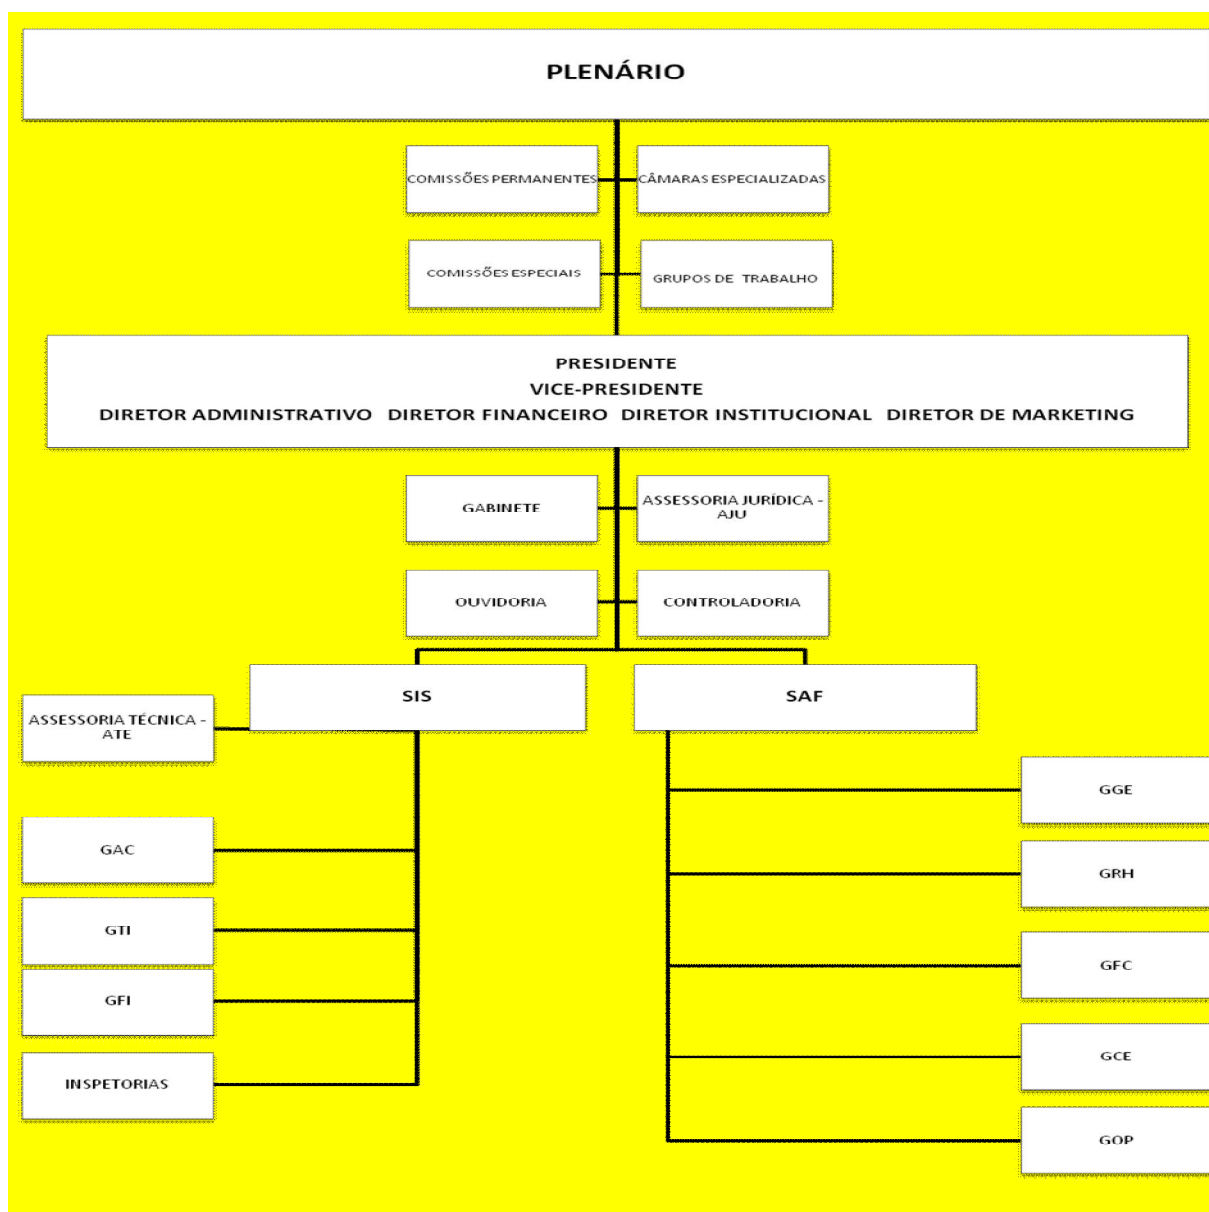 PLENÁRIO
COMISSÕES PERMANENTES
CÂMARAS ESPECIALIZADAS
COMISSÕES ESPECIAIS
GRUPOS DE TRABALHO
PRESIDENTE
VICE-PRESIDENTE
DIRETOR ADMINISTRATIVO DIRETOR FINANCEIRO DIRETOR INSTITUCIONAL DIRETOR DE MARKETING
GABINETE
ASSESSORIA JURÍDICA -
AJU
OUVIDORIA
CONTROLADORIA
SIS
SAF
ASSESSORIA TÉCNICA -
ATE
GAC
GTI
GFI
INSPETORIAS
GGE
GRH
GFC
GCE
GOP